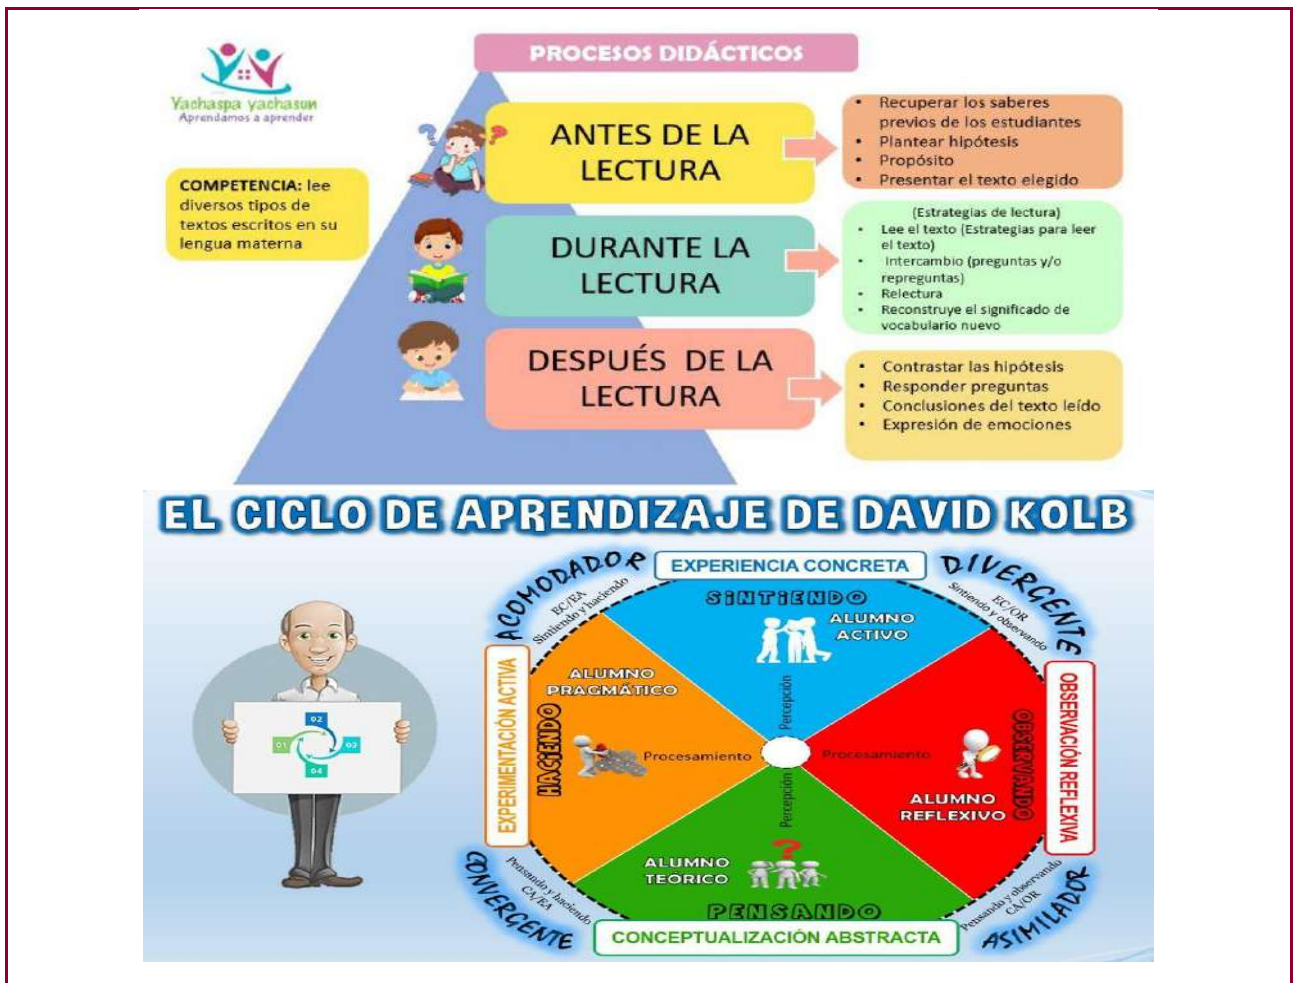 PROCESOS DIDÁCTICOS
Yachaspa yachasun
Aprendamos a aprender
COMPETENCIA: lee
diversos tipos de
textos escritos en su
lengua materna
ANTES DE LA
LECTURA
• Recuperar los saberes
previos de los estudiantes
• Plantear hipótesis
• Propósito
• Presentar el texto elegido
DURANTE LA
LECTURA
(Estrategias de lectura)
• Lee el texto (Estrategias para leer
el texto)
• Intercambio (preguntas y/o
repreguntas)
• Relectura
• Reconstruye el significado de
vocabulario nuevo
DESPUÉS DE LA
LECTURA
• Contrastar las hipótesis
• Responder preguntas
• Conclusiones del texto leído
• Expresión de emociones
EL CICLO DE APRENDIZAJE DE DAVID KOLB
ACOMODADOR
EC/EA
Sintiendo y haciendo
EXPERIENCIA CONCRETA
SINTIENDO
ALUMNO
ACTIVO
DIVERGENTE
EC/OR
Sintiendo y observando
ALUMNO
PRAGMÁTICO
EXPERIMENTACIÓN ACTIVA
HACIENDO
Procesamiento
Percepción
Procesamiento
Percepción
OBSERVANDO
OBSERVACIÓN REFLEXIVA
ALUMNO
REFLEXIVO
01
02
03
04
ALUMNO
TEÓRICO
PENSANDO
CONCEPTUALIZACIÓN ABSTRACTA
CONVERGENTE
Pensando y haciendo
CA/EA
Pensando y observando
CA/OR
ASIMILADOR